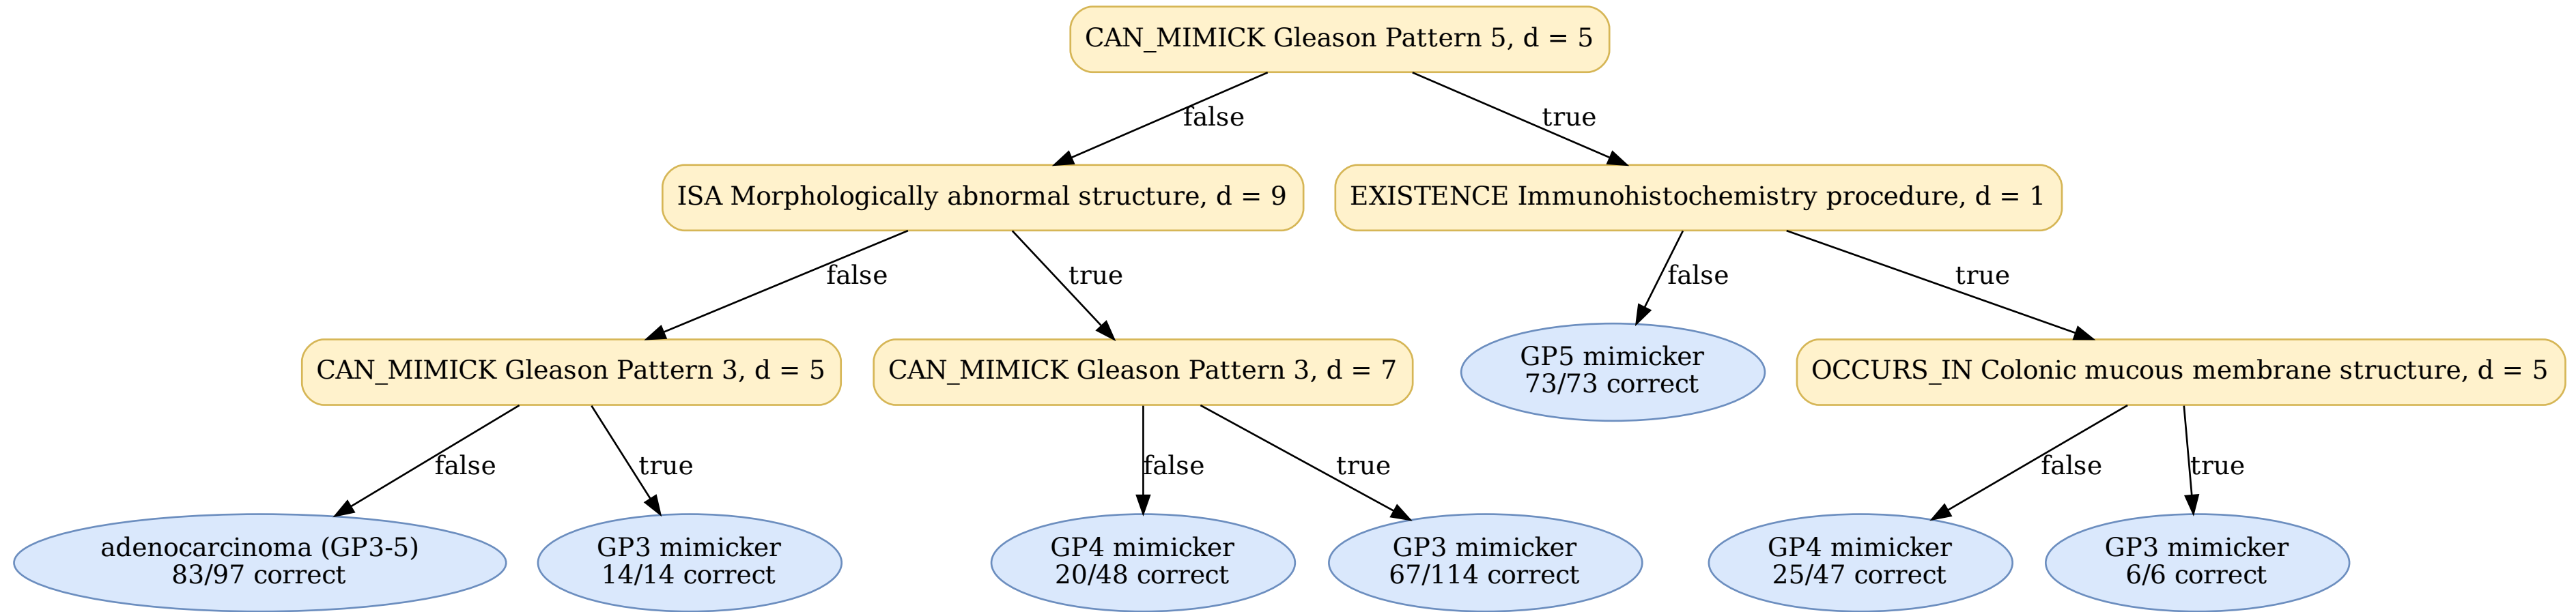 CAN_MIMICK Gleason Pattern 5, d = 5
false
true
ISA Morphologically abnormal structure, d = 9
EXISTENCE Immunohistochemistry procedure, d = 1
false
true
false
true
CAN_MIMICK Gleason Pattern 3, d = 5
CAN_MIMICK Gleason Pattern 3, d = 7
GP5 mimicker
73/73 correct
OCCURS_IN Colonic mucous membrane structure, d = 5
false
true
false
true
false
true
adenocarcinoma (GP3-5)
83/97 correct
GP3 mimicker
14/14 correct
GP4 mimicker
20/48 correct
GP3 mimicker
67/114 correct
GP4 mimicker
25/47 correct
GP3 mimicker
6/6 correct